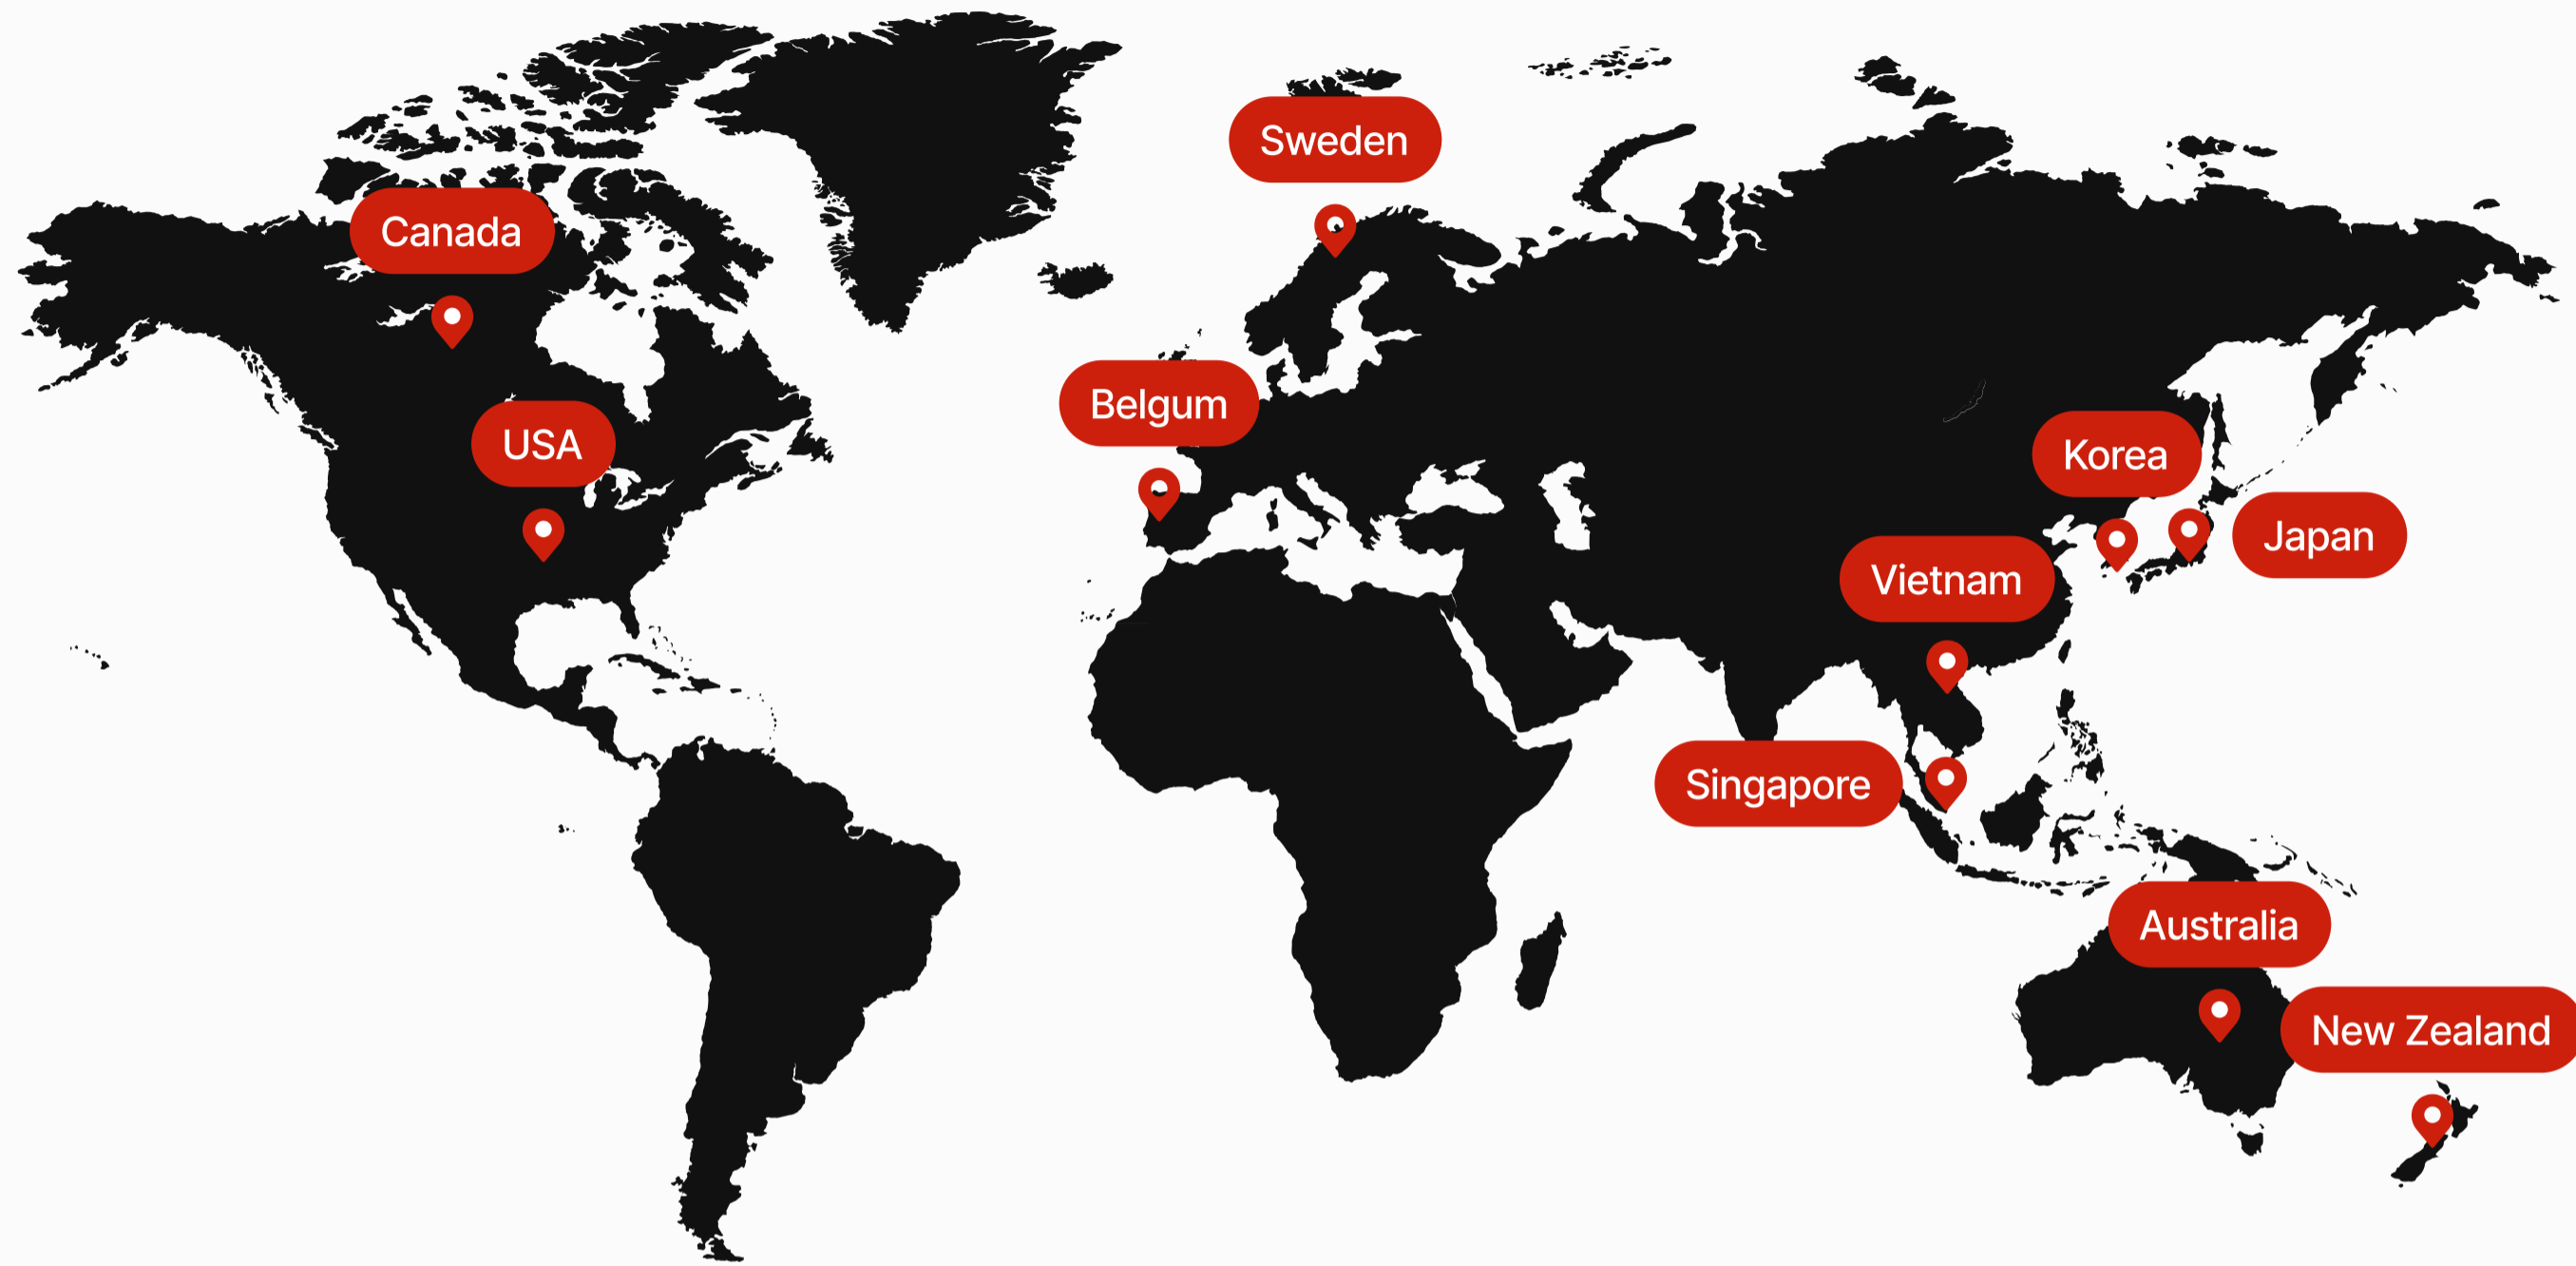 Sweden
Canada
Belgum
USA
Korea
Japan
Vietnam
Singapore
Australia
New Zealand